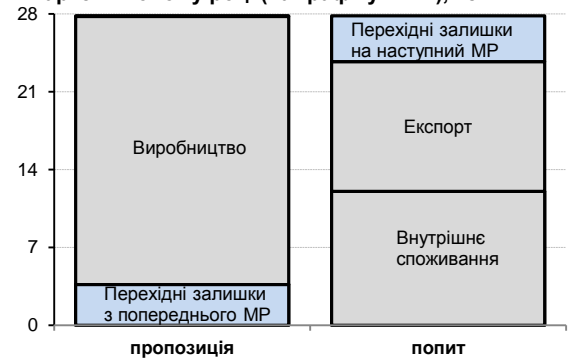 28
21
14
7
0
Виробництво
Перехідні залишки
з попереднього МР
Перехідні залишки
на наступний МР
Експорт
Внутрішнє
споживання
пропозиція
попит